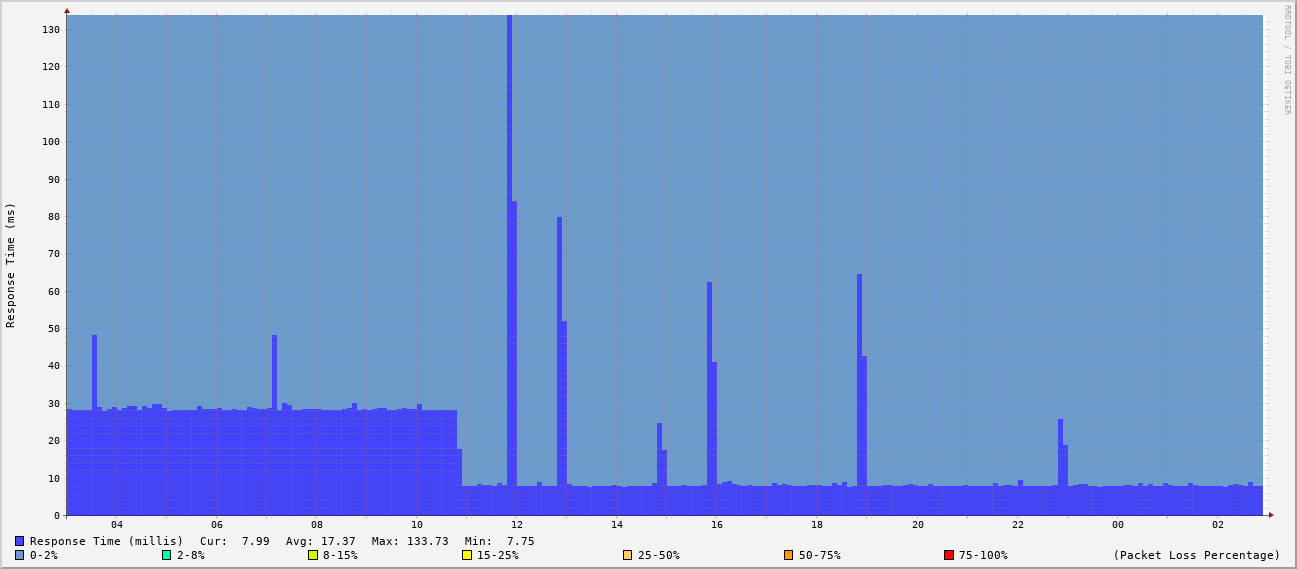 RRDTOOL / TOBI OETIKER
Response Time (ms)
130
120
110
100
90
80
70
60
50
40
30
20
10
0
04 06 08 10 12 14 16 18 20 22 00 02
Response Time (millis) Cur: 7.99 Avg: 17.37 Max: 133.73 Min: 7.75
0-2% 2-8% 8-15% 15-25% 25-50% 50-75% 75-100% (Packet Loss Percentage)